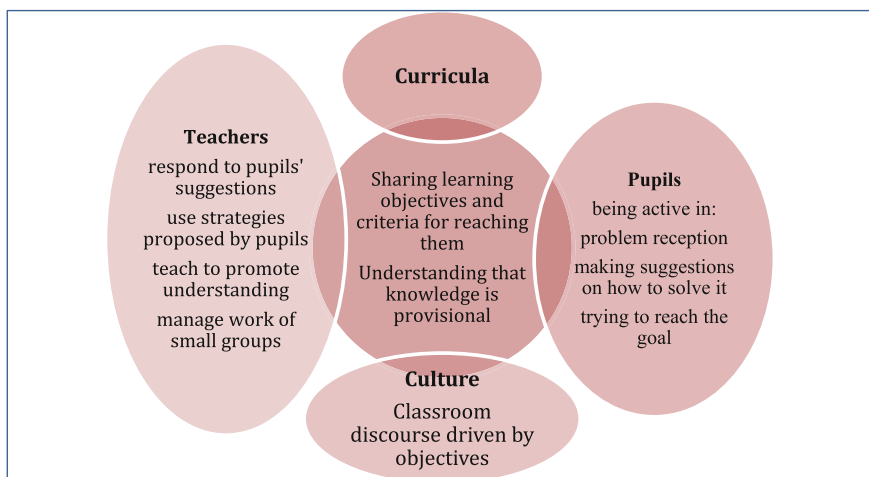 Curricula
Teachers
respond to pupils'
suggestions
use strategies
proposed by pupils
teach to promote
understanding
manage work of
small groups
Sharing learning
objectives and
criteria for reaching
them
Understanding that
knowledge is
provisional
Pupils
being active in:
problem reception
making suggestions
on how to solve it
trying to reach the
goal
Culture
Classroom
discourse driven by
objectives